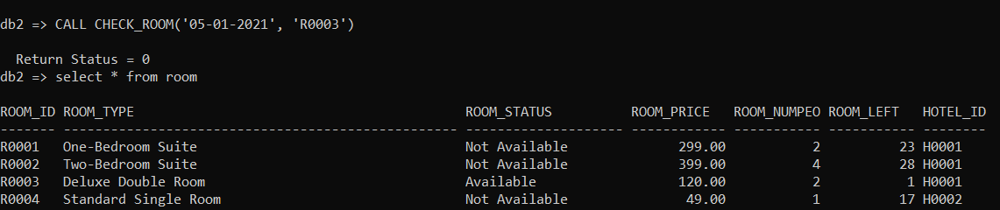 db2 => CALL CHECK_ROOM('05-01-2021', 'R0003')
Return Status = 0
db2 => select * from room
ROOM_ID ROOM_TYPE ROOM_STATUS ROOM_PRICE ROOM_NUMPEO ROOM_LEFT HOTEL_ID
------- -------------------------------------------------- -------------------- ------------ ----------- ----------- --------
R0001 One-Bedroom Suite Not Available 299.00 2 23 H0001
R0002 Two-Bedroom Suite Not Available 399.00 4 28 H0001
R0003 Deluxe Double Room Available 120.00 2 1 H0001
R0004 Standard Single Room Not Available 49.00 1 17 H0002